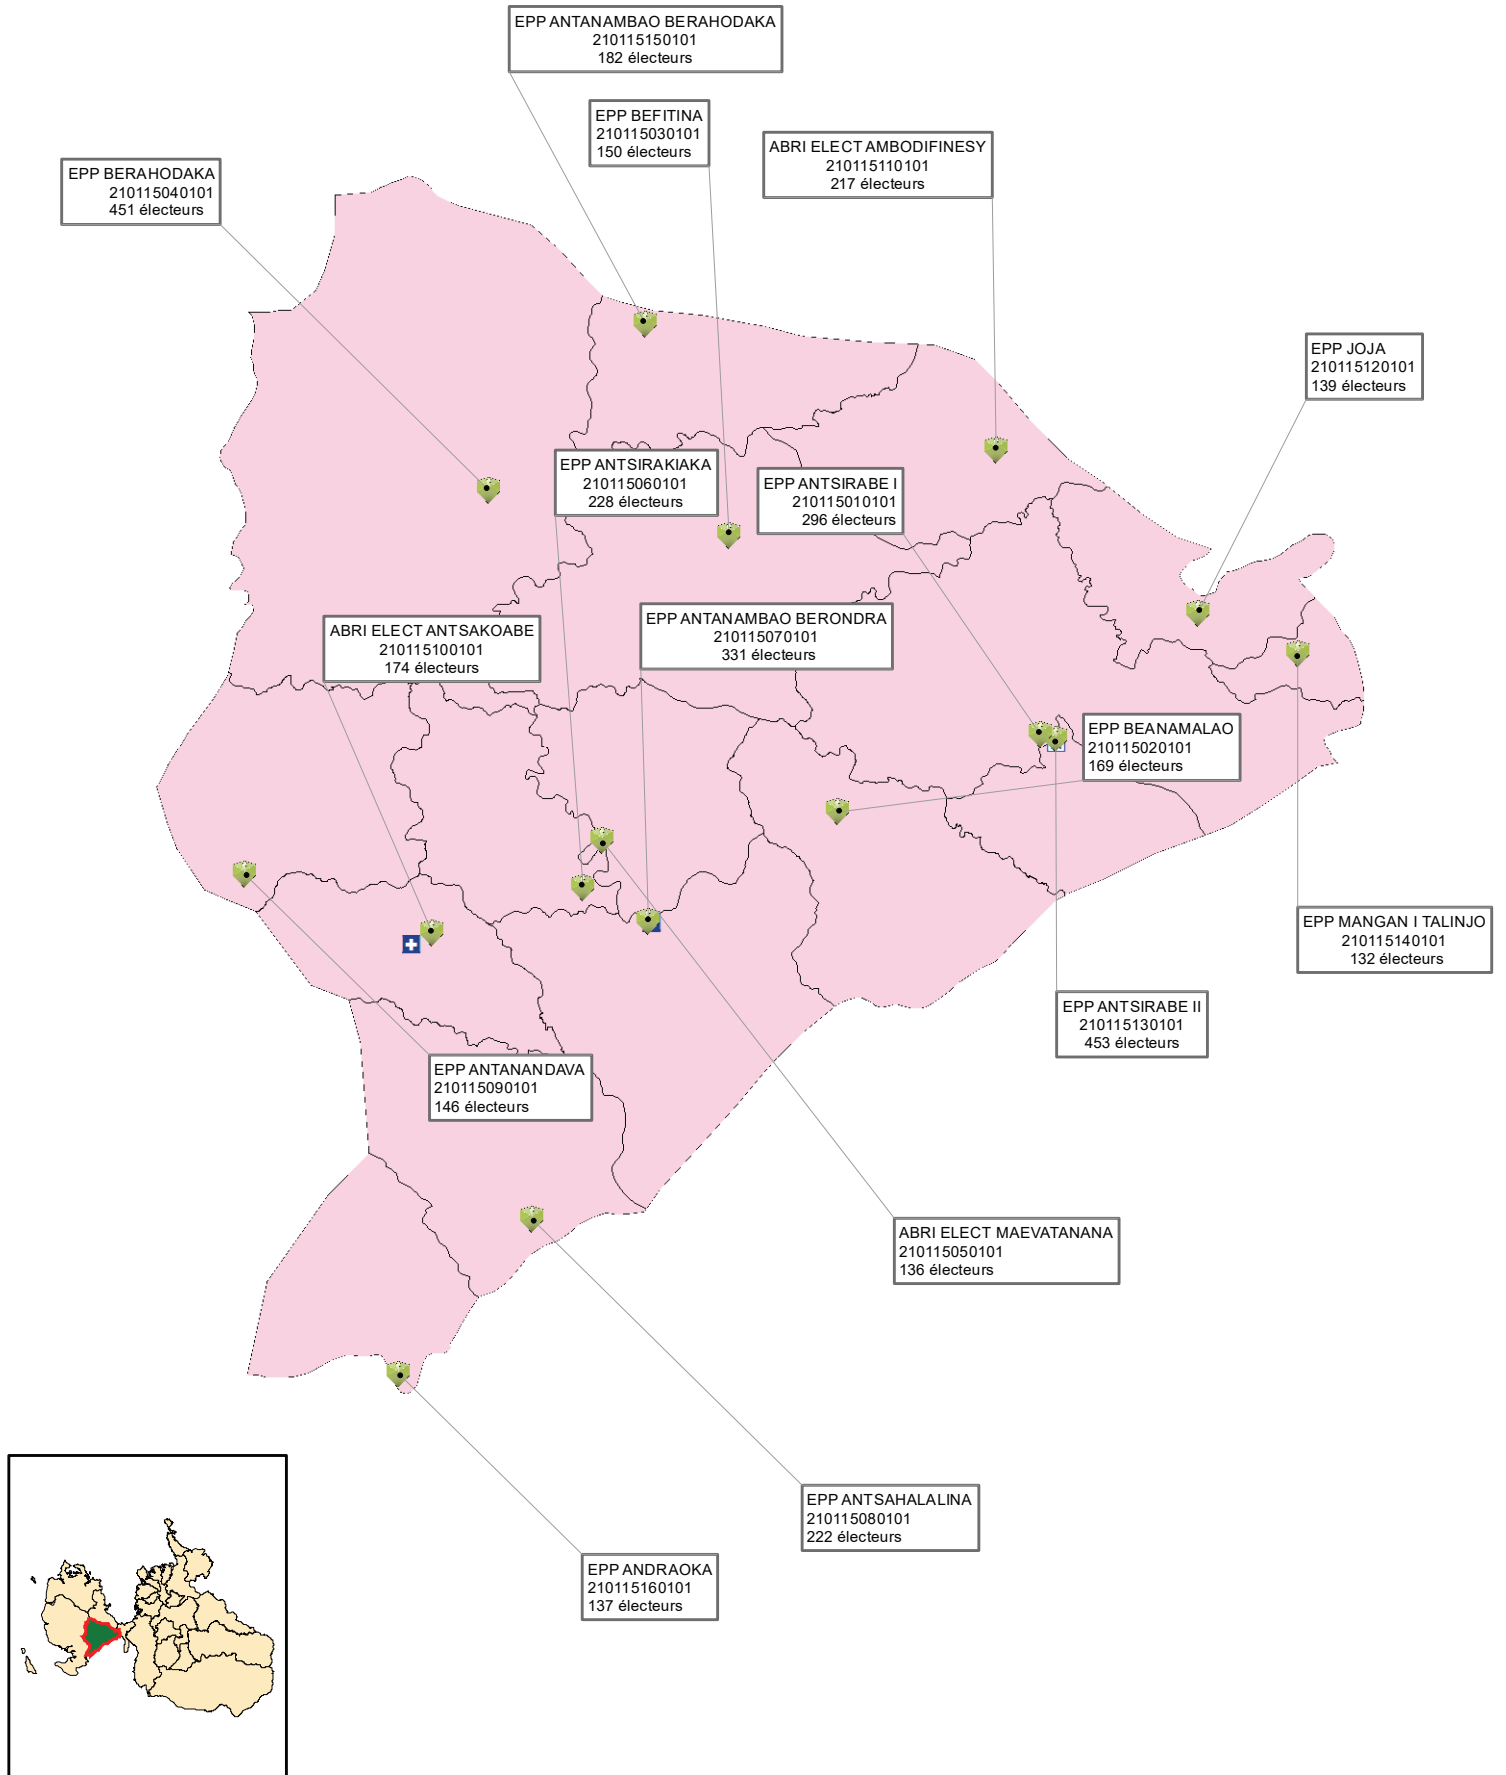 EPP ANTANAMBAO BERAHODAKA
210115150101
182 électeurs
EPP BEFITINA
210115030101
150 électeurs
ABRI ELECT AMBODIFINESY
210115110101
217 électeurs
EPP BERAHODAKA
210115040101
451 électeurs
EPP JOJA
210115120101
139 électeurs
EPP ANTSIRAKIAKA
210115060101
228 électeurs
EPP ANTSIRABE I
210115010101
296 électeurs
ABRI ELECT ANTSAKOABE
210115100101
174 électeurs
EPP ANTANAMBAO BERONDRA
210115070101
331 électeurs
EPP BEANAMALAO
210115020101
169 électeurs
EPP MANGAN I TALINJO
210115140101
132 électeurs
EPP ANTSIRABE II
210115130101
453 électeurs
EPP ANTANANDAVA
210115090101
146 électeurs
ABRI ELECT MAEVATANANA
210115050101
136 électeurs
EPP ANTSAHALALINA
210115080101
222 électeurs
EPP ANDRAOKA
210115160101
137 électeurs